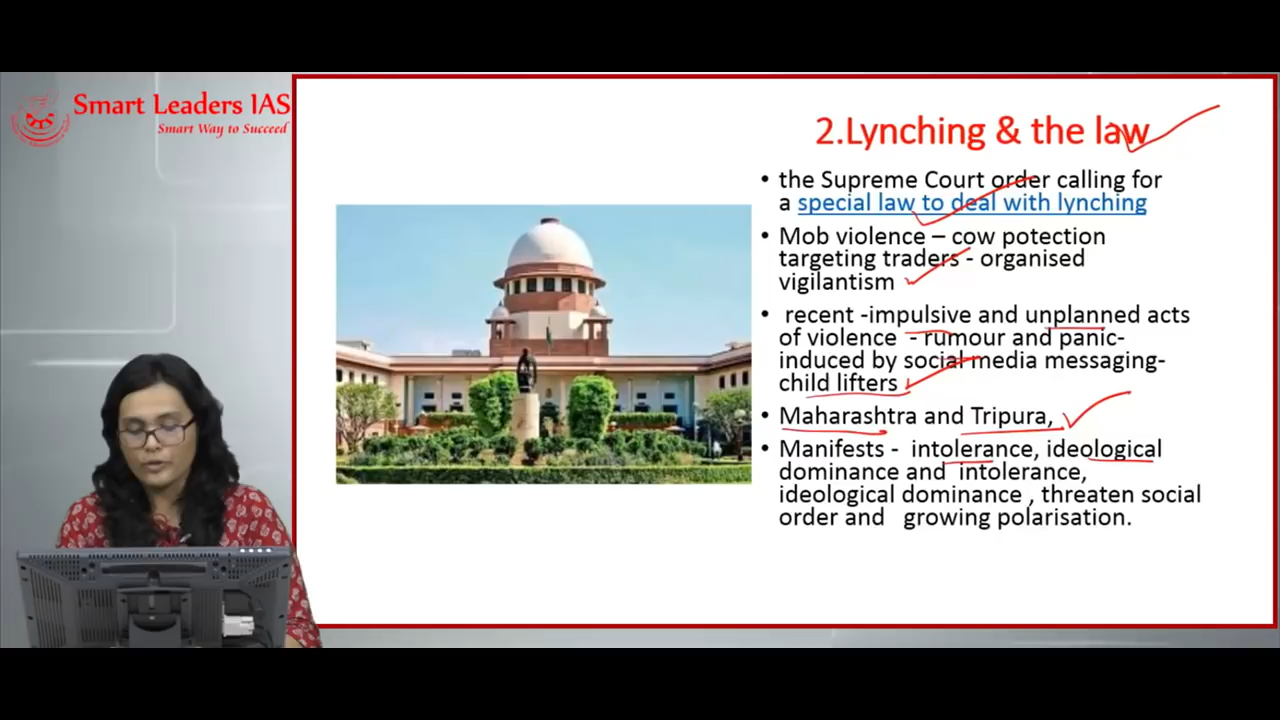 Smart Leaders IAS
Smart Way to Succeed
2.Lynching & the law
• the Supreme Court order calling for
a special law to deal with lynching
• Mob violence – cow potection
targeting traders - organised
vigilantism
• recent -impulsive and unplanned acts
of violence - rumour and panic-
induced by social media messaging-
child lifters
• Maharashtra and Tripura,
• Manifests - intolerance, ideological
dominance and intolerance,
ideological dominance , threaten social
order and growing polarisation.